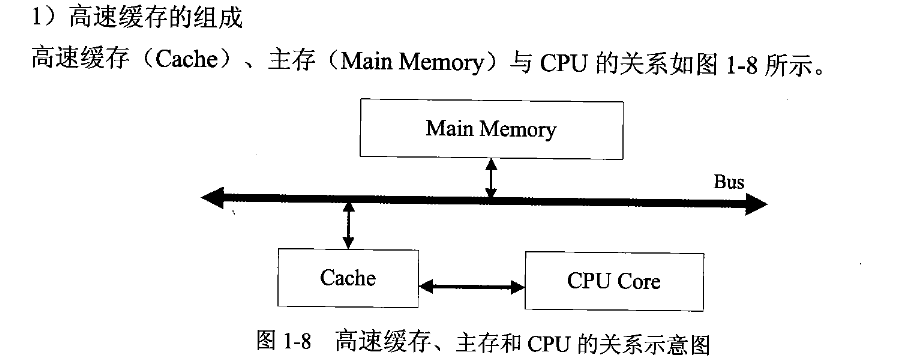 1）高速缓存的组成
高速缓存（Cache）、主存（Main Memory）与 CPU 的关系如图 1-8 所示。
Main Memory
Bus
Cache
CPU Core
图 1-8 高速缓存、主存和 CPU 的关系示意图